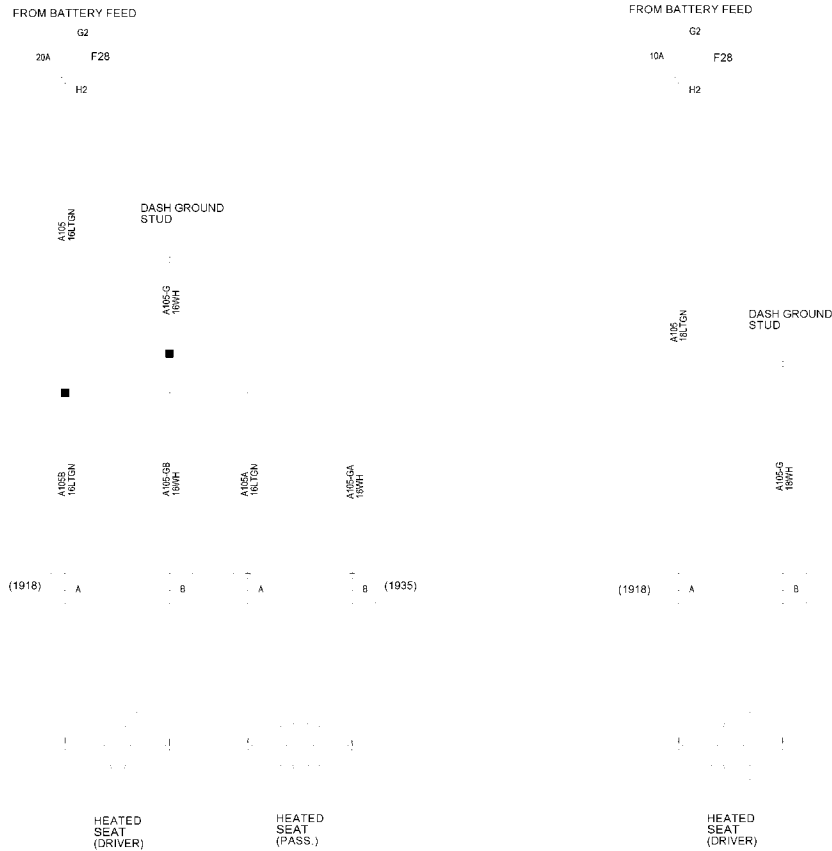 FROM BATTERY FEED
G2
20A
F28
H2
A105
16LTGN
DASH GROUND
STUD
A105-G
16WH
A105B
16LTGN
A105-GB
16WH
A105A
16LTGN
A105-GA
16WH
(1918)
A
B
A
B
(1935)
HEATED
SEAT
(DRIVER)
HEATED
SEAT
(PASS.)
FROM BATTERY FEED
G2
10A
F28
H2
A105
18LTGN
DASH GROUND
STUD
A105-G
18WH
(1918)
A
B
HEATED
SEAT
(DRIVER)